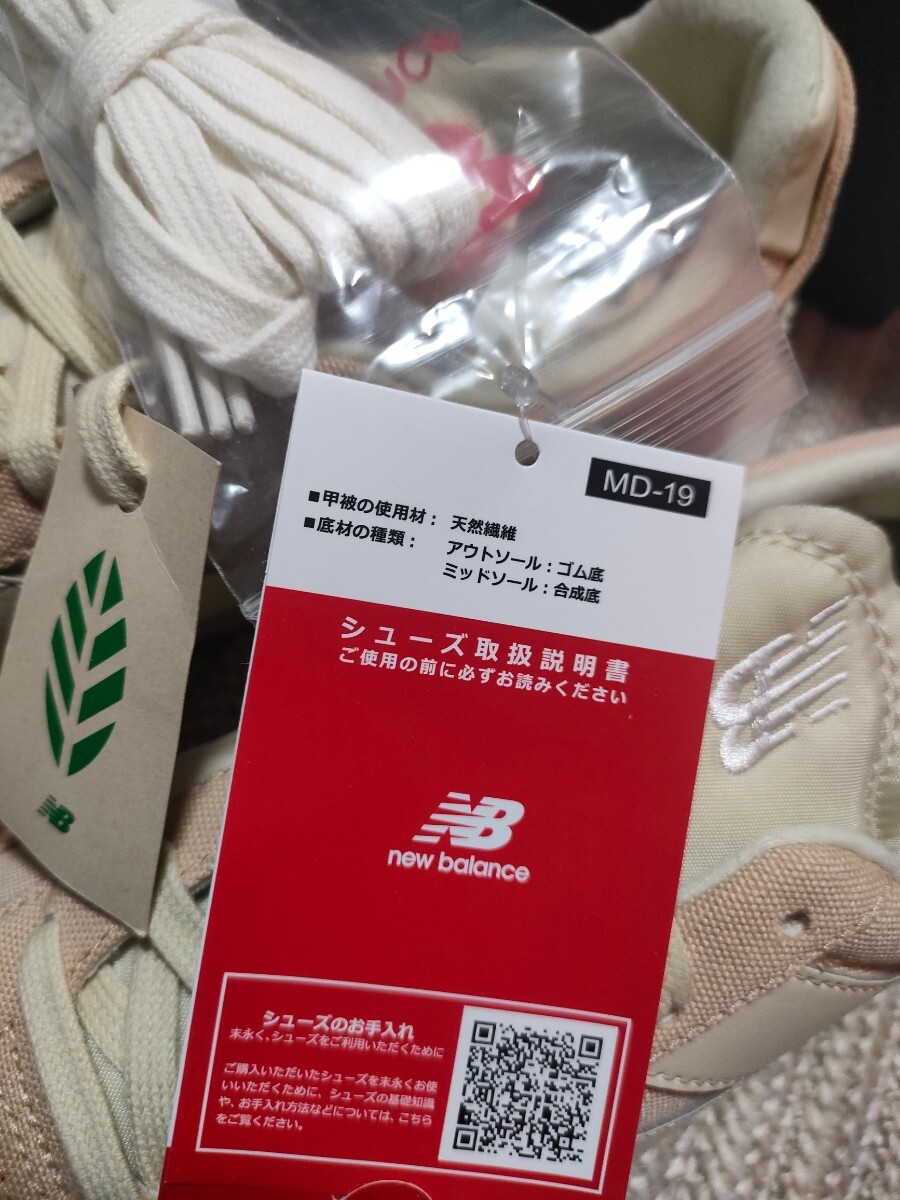 MD-19
■甲被の使用材： 天然繊維
■底材の種類： アウトソール：ゴム底
ミッドソール：合成底
シューズ取扱説明書
ご使用の前に必ずお読みください
NB
new balance
シューズのお手入れ
末永く、シューズをご利用いただくために
ご購入いただいたシューズを末永くお使
いいただくために、シューズの基礎知識
や、お手入れ方法などについては、こちら
をご覧ください。
NB